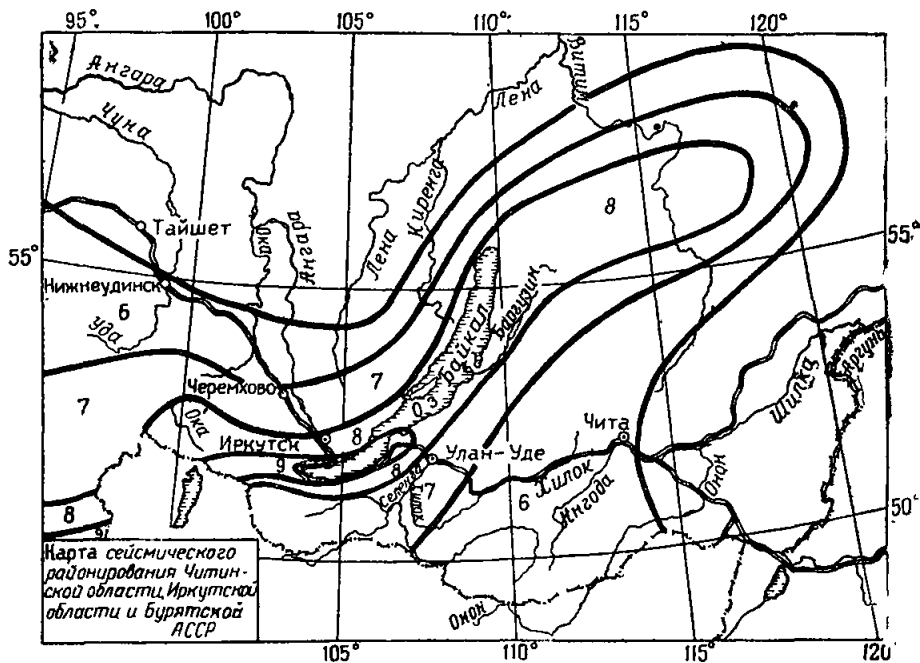 95° 100° 105° 110° 115° 120°
Ангара
Чуна
Витим
Лена
Киренга
8
Тайшет
Ока
Ангара
Лена
55°
55°
Нижнеудинск
6
Уда
Баргузин
Байкал
Оз.
Аргунь
Шилка
Черемхово
7
7
Ока
Иркутск
8
9
Чита
Улан-Уде
8
Селенга
7
6
Хилок
Ингода
Онон
50°
8
9
Карта сейсмического
районирования Читин-
ской области, Иркутской
области и Бурятской
АССР
Онон
105° 110° 115° 120